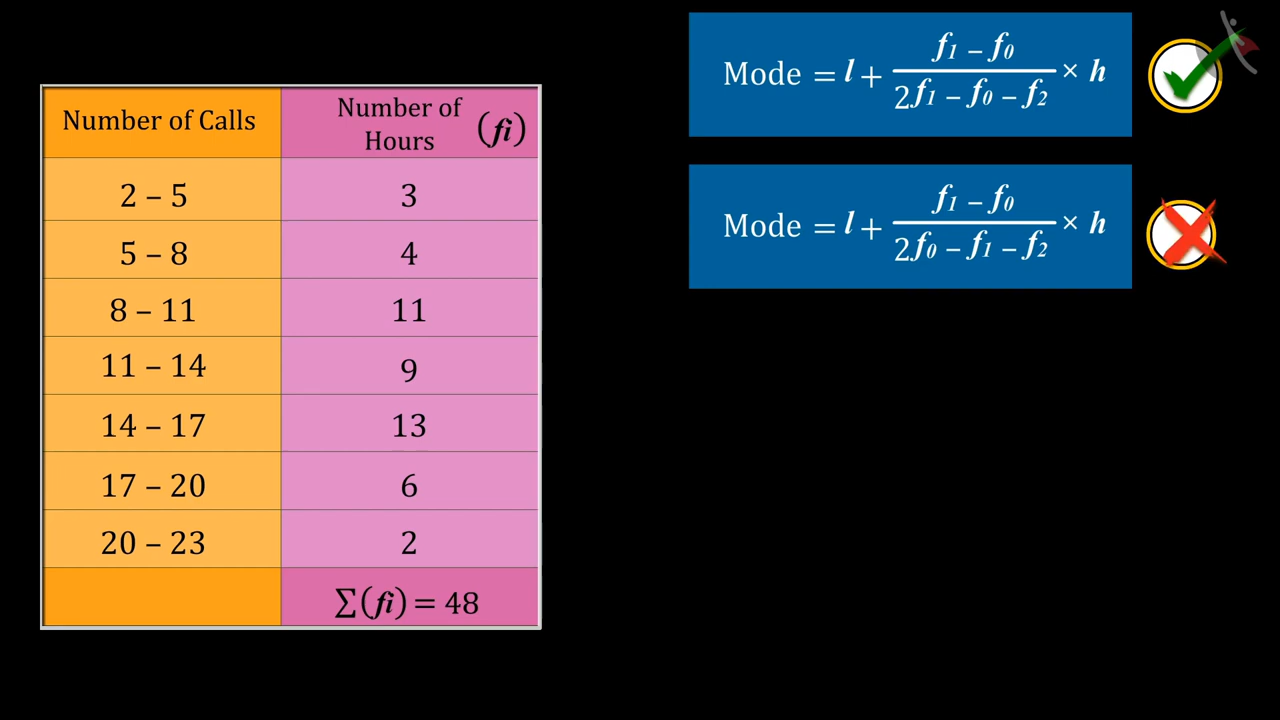 Number of Calls Number of Hours (fi)
2 – 5 3
5 – 8 4
8 – 11 11
11 – 14 9
14 – 17 13
17 – 20 6
20 – 23 2
∑(fi) = 48
Mode = l + (f₁ – f₀) / (2f₁ – f₀ – f₂) × h
Mode = l + (f₁ – f₀) / (2f₀ – f₁ – f₂) × h